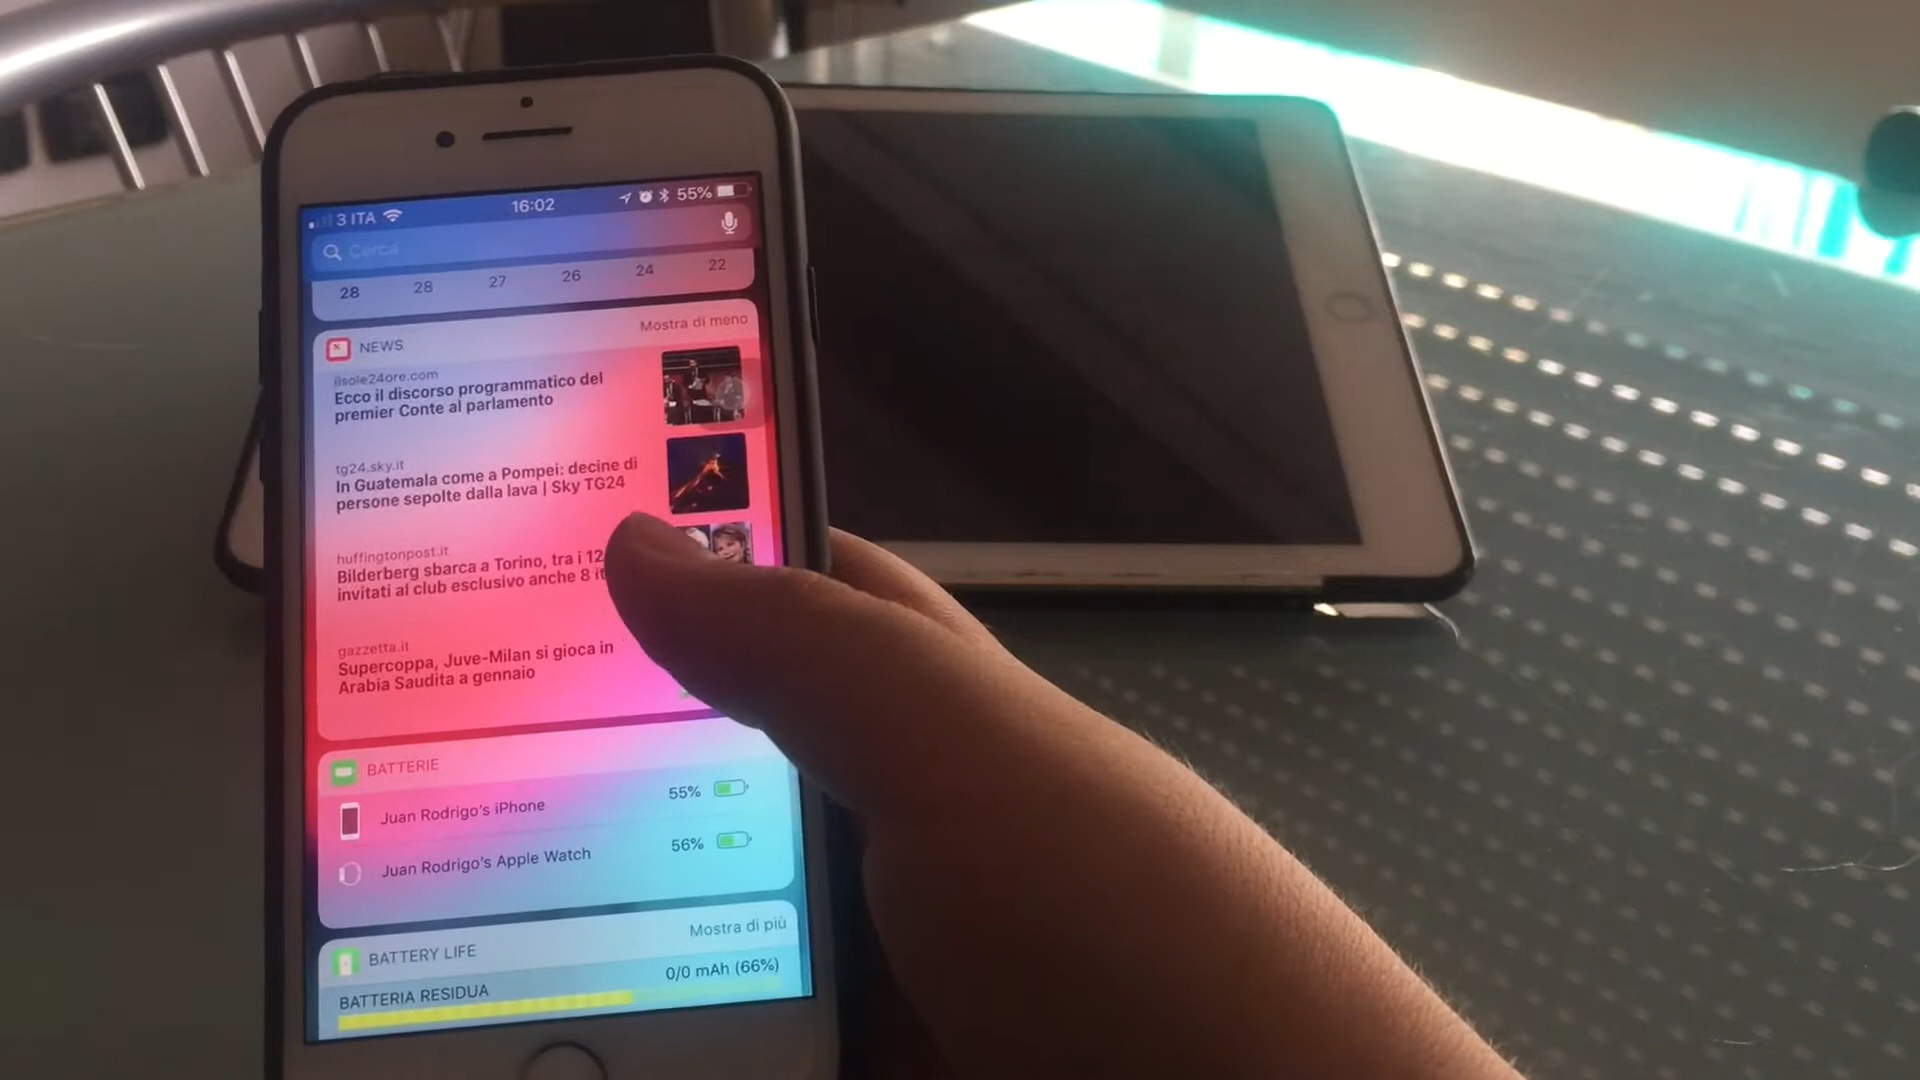 3 ITA 16:02 55%
Cerca
28 28 27 26 24 22
NEWS Mostra di meno
ilsole24ore.com
Ecco il discorso programmatico del
premier Conte al parlamento
tg24.sky.it
In Guatemala come a Pompei: decine di
persone sepolte dalla lava | Sky TG24
huffingtonpost.it
Bilderberg sbarca a Torino, tra i 12
invitati al club esclusivo anche 8
gazzetta.it
Supercoppa, Juve-Milan si gioca in
Arabia Saudita a gennaio
BATTERIE
Juan Rodrigo's iPhone 55%
Juan Rodrigo's Apple Watch 56%
BATTERY LIFE Mostra di più
BATTERIA RESIDUA 0/0 mAh (66%)